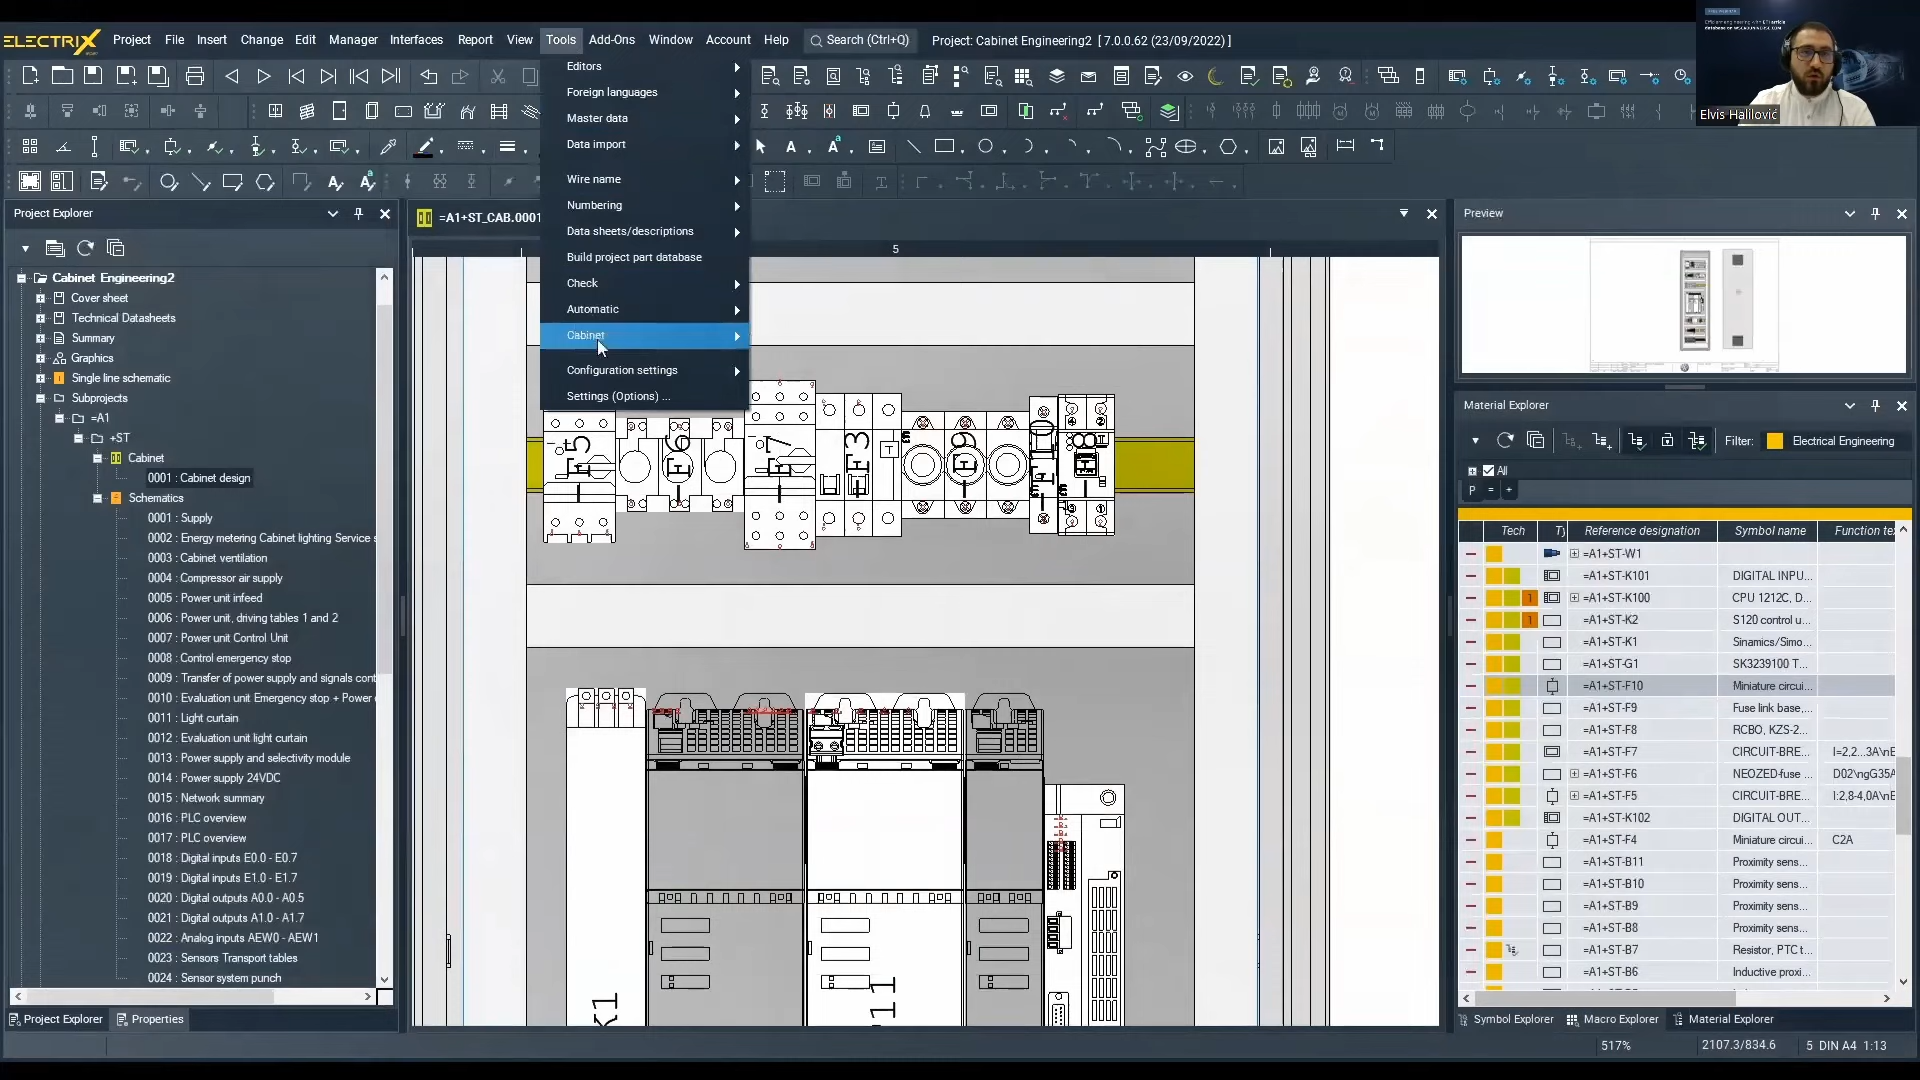 ELECTRIX
Project File Insert Change Edit Manager Interfaces Report View Tools Add-Ons Window Account Help Search (Ctrl+Q) Project: Cabinet Engineering2 [ 7.0.0.62 (23/09/2022) ]
Elvis Halilović
Editors
Foreign languages
Master data
Data import
Wire name
Numbering
Data sheets/descriptions
Build project part database
Check
Automatic
Cabinet
Configuration settings
Settings (Options) ...
Project Explorer
Cabinet Engineering2
Cover sheet
Technical Datasheets
Summary
Graphics
Single line schematic
Subprojects
=A1
+ST
Cabinet
0001 : Cabinet design
Schematics
0001 : Supply
0002 : Energy metering Cabinet lighting Service s
0003 : Cabinet ventilation
0004 : Compressor air supply
0005 : Power unit infeed
0006 : Power unit, driving tables 1 and 2
0007 : Power unit Control Unit
0008 : Control emergency stop
0009 : Transfer of power supply and signals cont
0010 : Evaluation unit Emergency stop + Power
0011 : Light curtain
0012 : Evaluation unit light curtain
0013 : Power supply and selectivity module
0014 : Power supply 24VDC
0015 : Network summary
0016 : PLC overview
0017 : PLC overview
0018 : Digital inputs E0.0 - E0.7
0019 : Digital inputs E1.0 - E1.7
0020 : Digital outputs A0.0 - A0.5
0021 : Digital outputs A1.0 - A1.7
0022 : Analog inputs AEW0 - AEW1
0023 : Sensors Transport tables
0024 : Sensor system punch
Project Explorer Properties
=A1+ST_CAB.0001
5
Preview
Material Explorer
Filter: Electrical Engineering
All
P = +
Tech Ty Reference designation Symbol name Function te
=A1+ST-W1
=A1+ST-K101 DIGITAL INPU...
1 =A1+ST-K100 CPU 1212C, D...
1 =A1+ST-K2 S120 control u...
=A1+ST-K1 Sinamics/Simo...
=A1+ST-G1 SK3239100 T...
=A1+ST-F10 Miniature circui...
=A1+ST-F9 Fuse link base,...
=A1+ST-F8 RCBO, KZS-2...
=A1+ST-F7 CIRCUIT-BRE... I=2,2...3A\nE
=A1+ST-F6 NEOZED-fuse ... D02\ngG35A
=A1+ST-F5 CIRCUIT-BRE... I:2,8-4,0A\nE
=A1+ST-K102 DIGITAL OUT...
=A1+ST-F4 Miniature circui... C2A
=A1+ST-B11 Proximity sens...
=A1+ST-B10 Proximity sens...
=A1+ST-B9 Proximity sens...
=A1+ST-B8 Proximity sens...
=A1+ST-B7 Resistor, PTC t...
=A1+ST-B6 Inductive proxi...
Symbol Explorer Macro Explorer Material Explorer
517% 2107.3/834.6 5 DIN A4 1:13